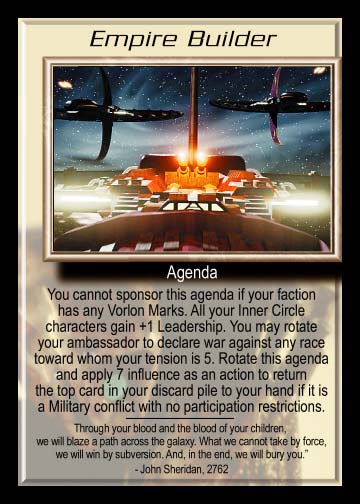 Empire Builder
Agenda
You cannot sponsor this agenda if your faction
has any Vorlon Marks. All your Inner Circle
characters gain +1 Leadership. You may rotate
your ambassador to declare war against any race
toward whom your tension is 5. Rotate this agenda
and apply 7 influence as an action to return
the top card in your discard pile to your hand if it is
a Military conflict with no participation restrictions.
Through your blood and the blood of your children,
we will blaze a path across the galaxy. What we cannot take by force,
we will win by subversion. And, in the end, we will bury you.”
- John Sheridan, 2762